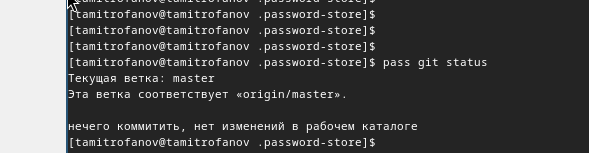 [tamitrofanov@tamitrofanov .password-store]$
[tamitrofanov@tamitrofanov .password-store]$
[tamitrofanov@tamitrofanov .password-store]$
[tamitrofanov@tamitrofanov .password-store]$
[tamitrofanov@tamitrofanov .password-store]$ pass git status
Текущая ветка: master
Эта ветка соответствует «origin/master».
нечего коммитить, нет изменений в рабочем каталоге
[tamitrofanov@tamitrofanov .password-store]$